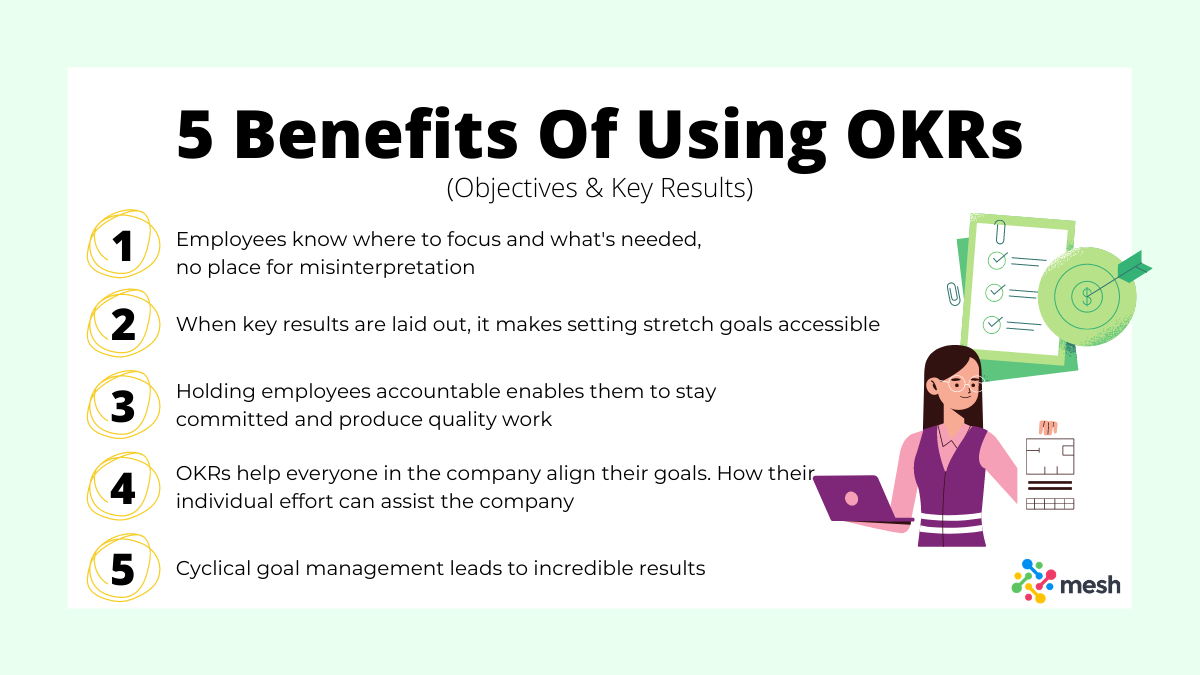 5 Benefits Of Using OKRs
(Objectives & Key Results)
1
Employees know where to focus and what's needed,
no place for misinterpretation
2
When key results are laid out, it makes setting stretch goals accessible
3
Holding employees accountable enables them to stay
committed and produce quality work
4
OKRs help everyone in the company align their goals. How their
individual effort can assist the company
5
Cyclical goal management leads to incredible results
$
mesh